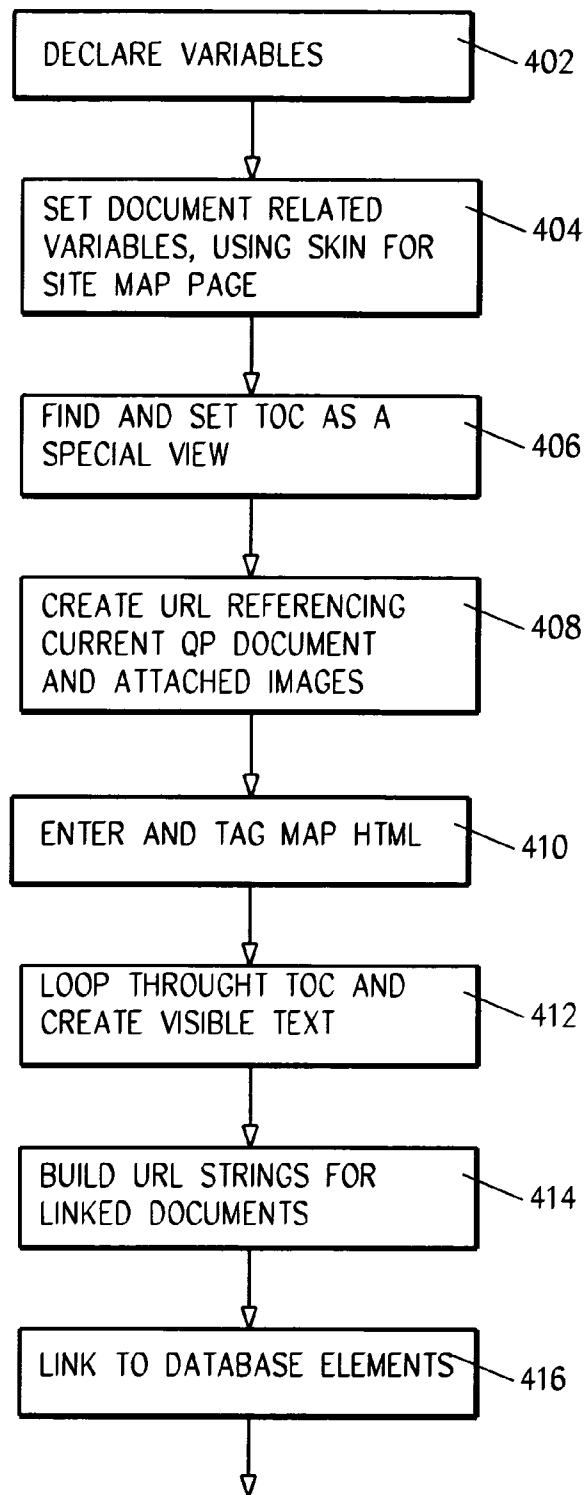 DECLARE VARIABLES
402
SET DOCUMENT RELATED
VARIABLES, USING SKIN FOR
SITE MAP PAGE
404
FIND AND SET TOC AS A
SPECIAL VIEW
406
CREATE URL REFERENCING
CURRENT QP DOCUMENT
AND ATTACHED IMAGES
408
ENTER AND TAG MAP HTML
410
LOOP THROUGHT TOC AND
CREATE VISIBLE TEXT
412
BUILD URL STRINGS FOR
LINKED DOCUMENTS
414
LINK TO DATABASE ELEMENTS
416